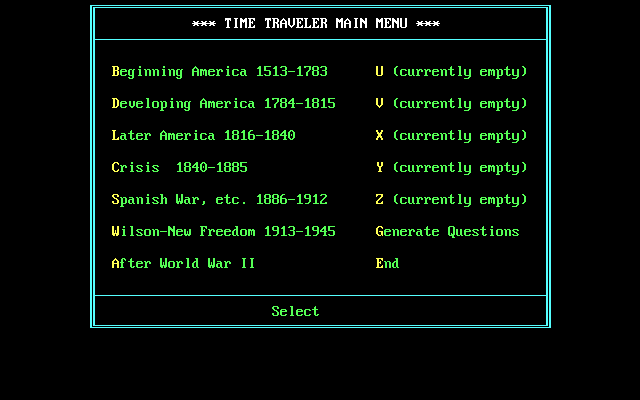 *** TIME TRAVELER MAIN MENU ***
Beginning America 1513-1783
Developing America 1784-1815
Later America 1816-1840
Crisis  1840-1885
Spanish War, etc. 1886-1912
Wilson-New Freedom 1913-1945
After World War II
U (currently empty)
V (currently empty)
X (currently empty)
Y (currently empty)
Z (currently empty)
Generate Questions
End
Select